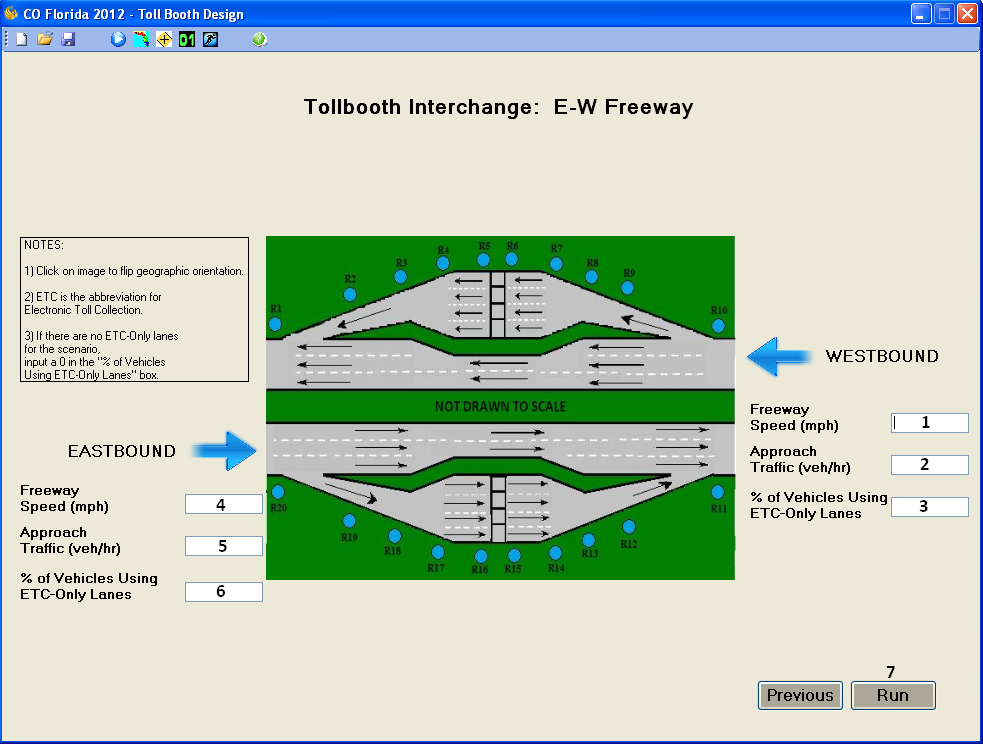 CO Florida 2012 - Toll Booth Design
01
Tollbooth Interchange:  E-W Freeway
NOTES:
1) Click on image to flip geographic orientation.
2) ETC is the abbreviation for
Electronic Toll Collection.
3) If there are no ETC-Only lanes
for the scenario,
input a 0 in the "% of Vehicles
Using ETC-Only Lanes" box.
R1
R2
R3
R4
R5
R6
R7
R8
R9
R10
NOT DRAWN TO SCALE
R20
R19
R18
R17
R16
R15
R14
R13
R12
R11
WESTBOUND
Freeway
Speed (mph)
1
Approach
Traffic (veh/hr)
2
% of Vehicles Using
ETC-Only Lanes
3
EASTBOUND
Freeway
Speed (mph)
4
Approach
Traffic (veh/hr)
5
% of Vehicles Using
ETC-Only Lanes
6
7
Previous
Run